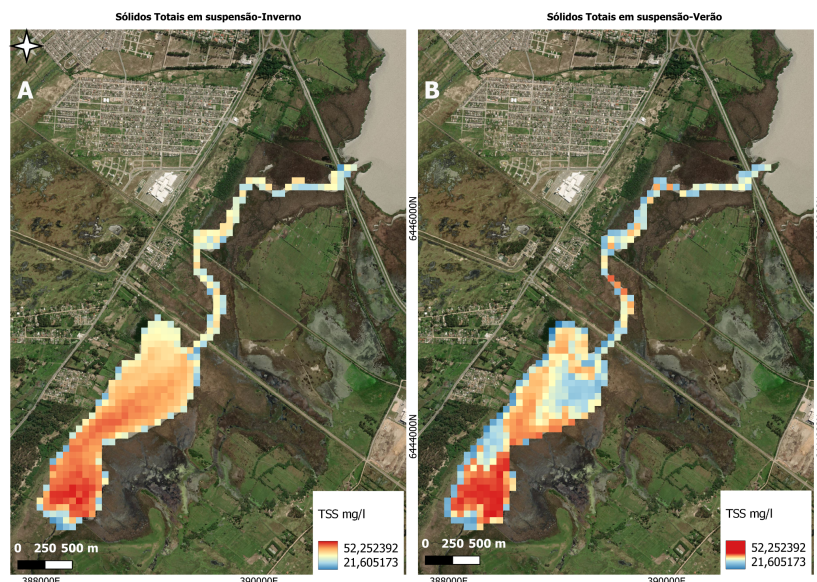 Sólidos Totais em suspensão-Inverno
Sólidos Totais em suspensão-Verão
A
B
6446000N
6444000N
TSS mg/l
52,252392
21,605173
TSS mg/l
52,252392
21,605173
0 250 500 m
0 250 500 m
388000E
390000E
388000E
390000E